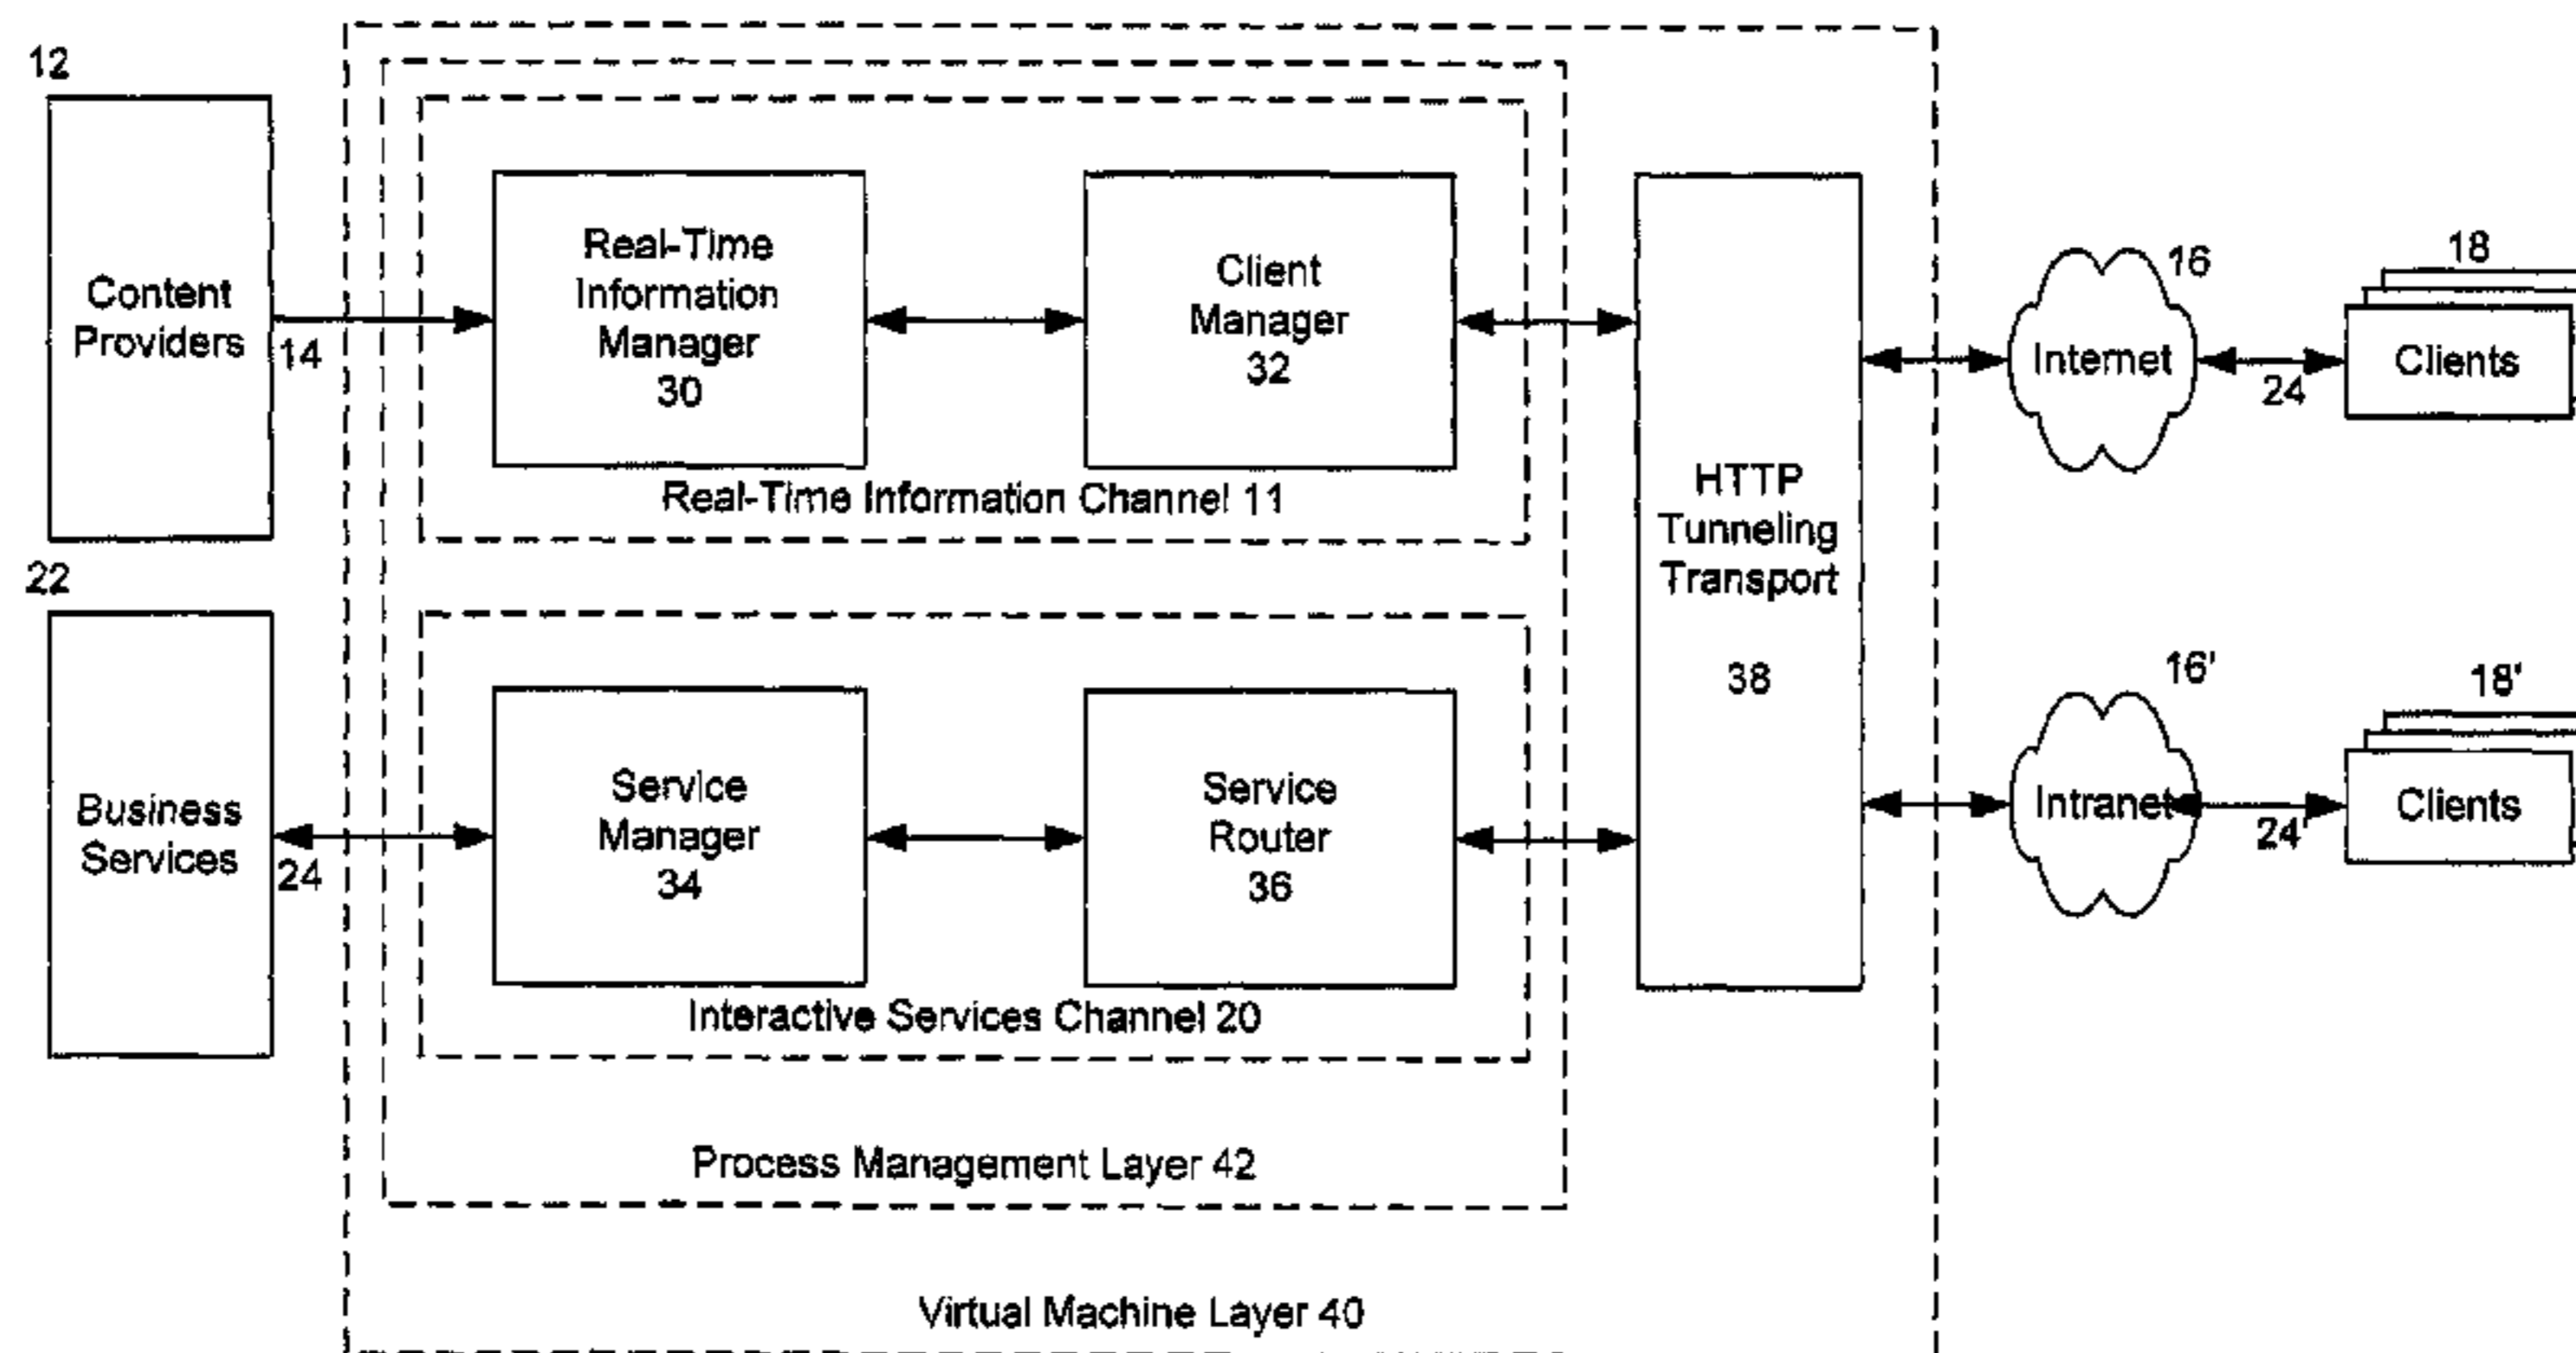 12
Content
Providers
14
Real-Time
Information
Manager
30
Client
Manager
32
Real-Time Information Channel 11
22
Business
Services
24
Service
Manager
34
Service
Router
36
Interactive Services Channel 20
Process Management Layer 42
Virtual Machine Layer 40
HTTP
Tunneling
Transport
38
16
Internet
24
18
Clients
16'
Intranet
24'
18'
Clients